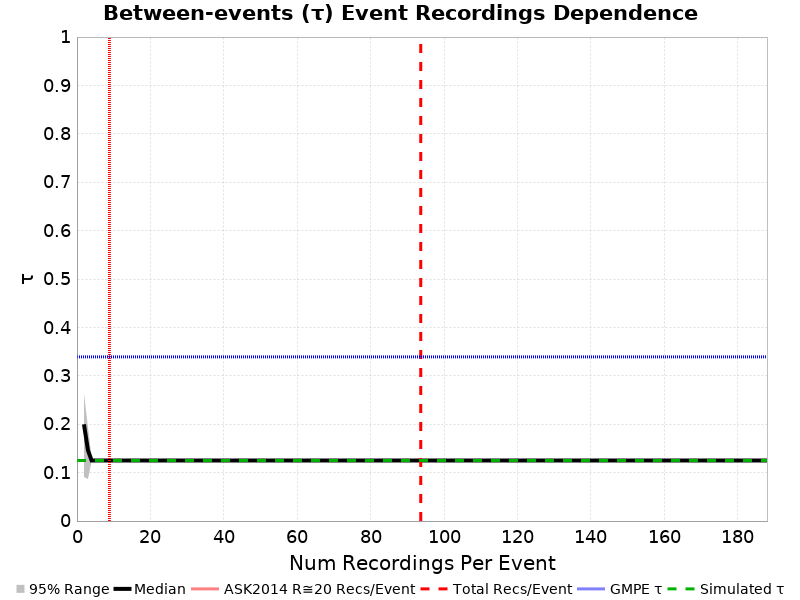 Between-events (τ) Event Recordings Dependence
1
0.9
0.8
0.7
0.6
0.5
0.4
0.3
0.2
0.1
0
τ
0 20 40 60 80 100 120 140 160 180
Num Recordings Per Event
95% Range Median ASK2014 R≅20 Recs/Event Total Recs/Event GMPE τ Simulated τ